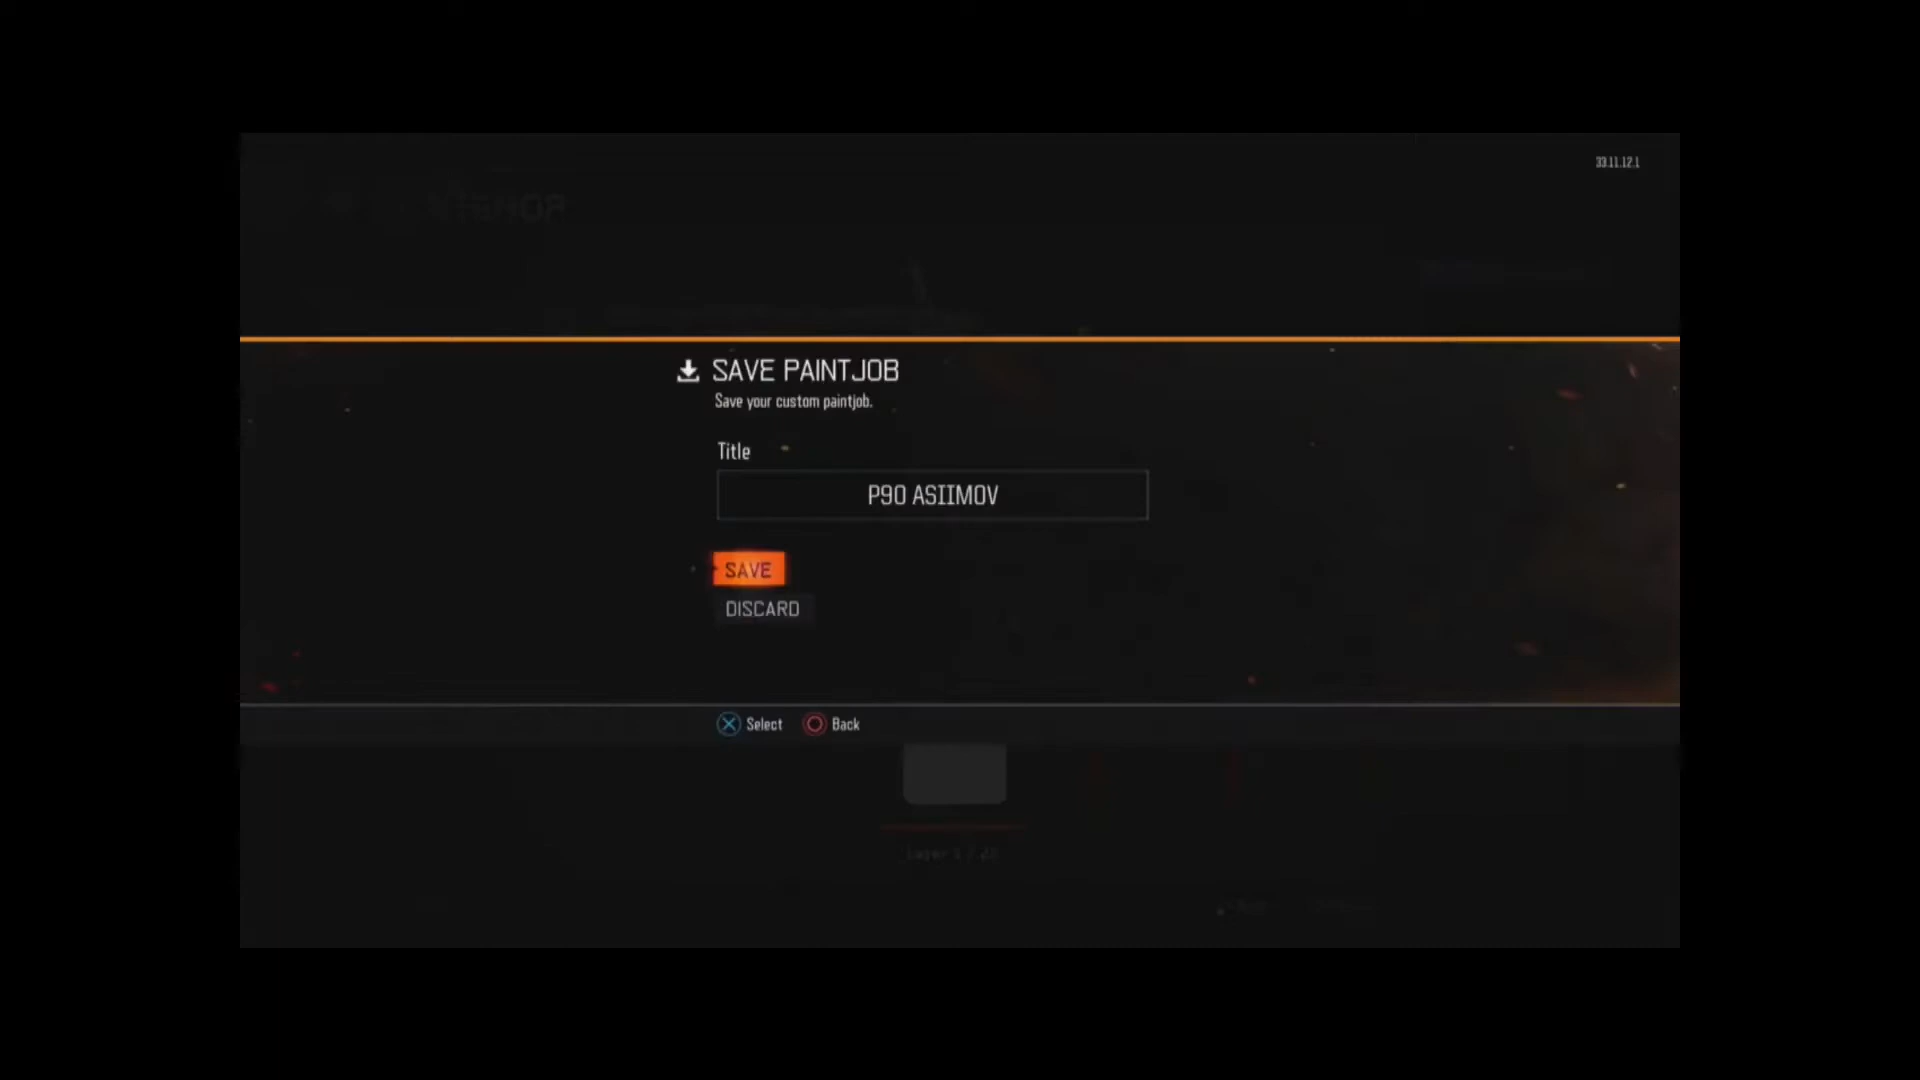 33.11.12.1
SAVE PAINTJOB
Save your custom paintjob.
Title
P90 ASIIMOV
SAVE
DISCARD
Select Back